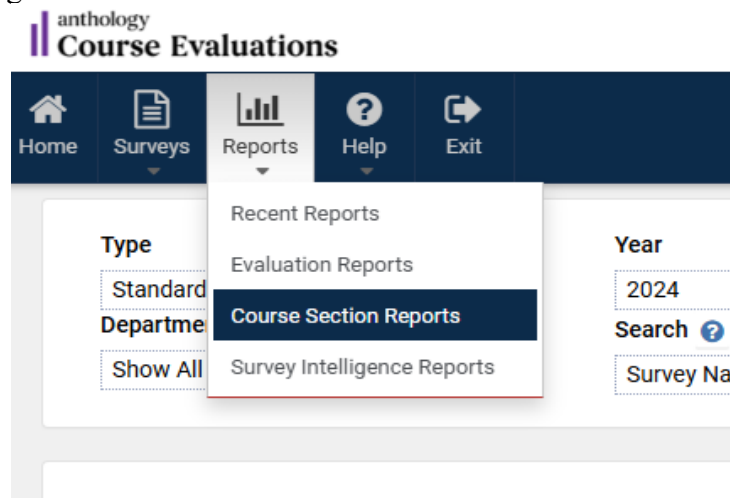 anthology
Course Evaluations
Home
Surveys
Reports
Help
Exit
Recent Reports
Evaluation Reports
Course Section Reports
Survey Intelligence Reports
Type
Standard
Departme
Show All
Year
2024
Search
Survey Na